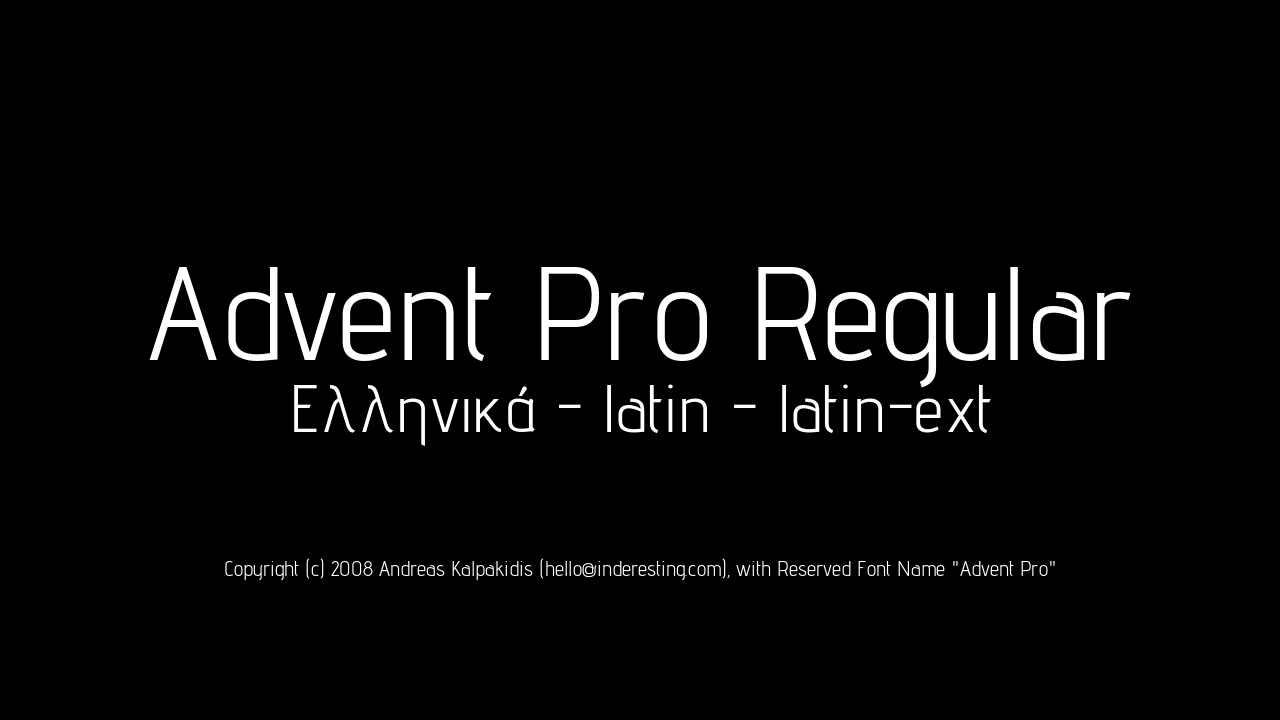 Advent Pro Regular
Ελληνικά - latin - latin-ext
Copyright (c) 2008 Andreas Kalpakidis (hello@inderesting.com), with Reserved Font Name "Advent Pro"